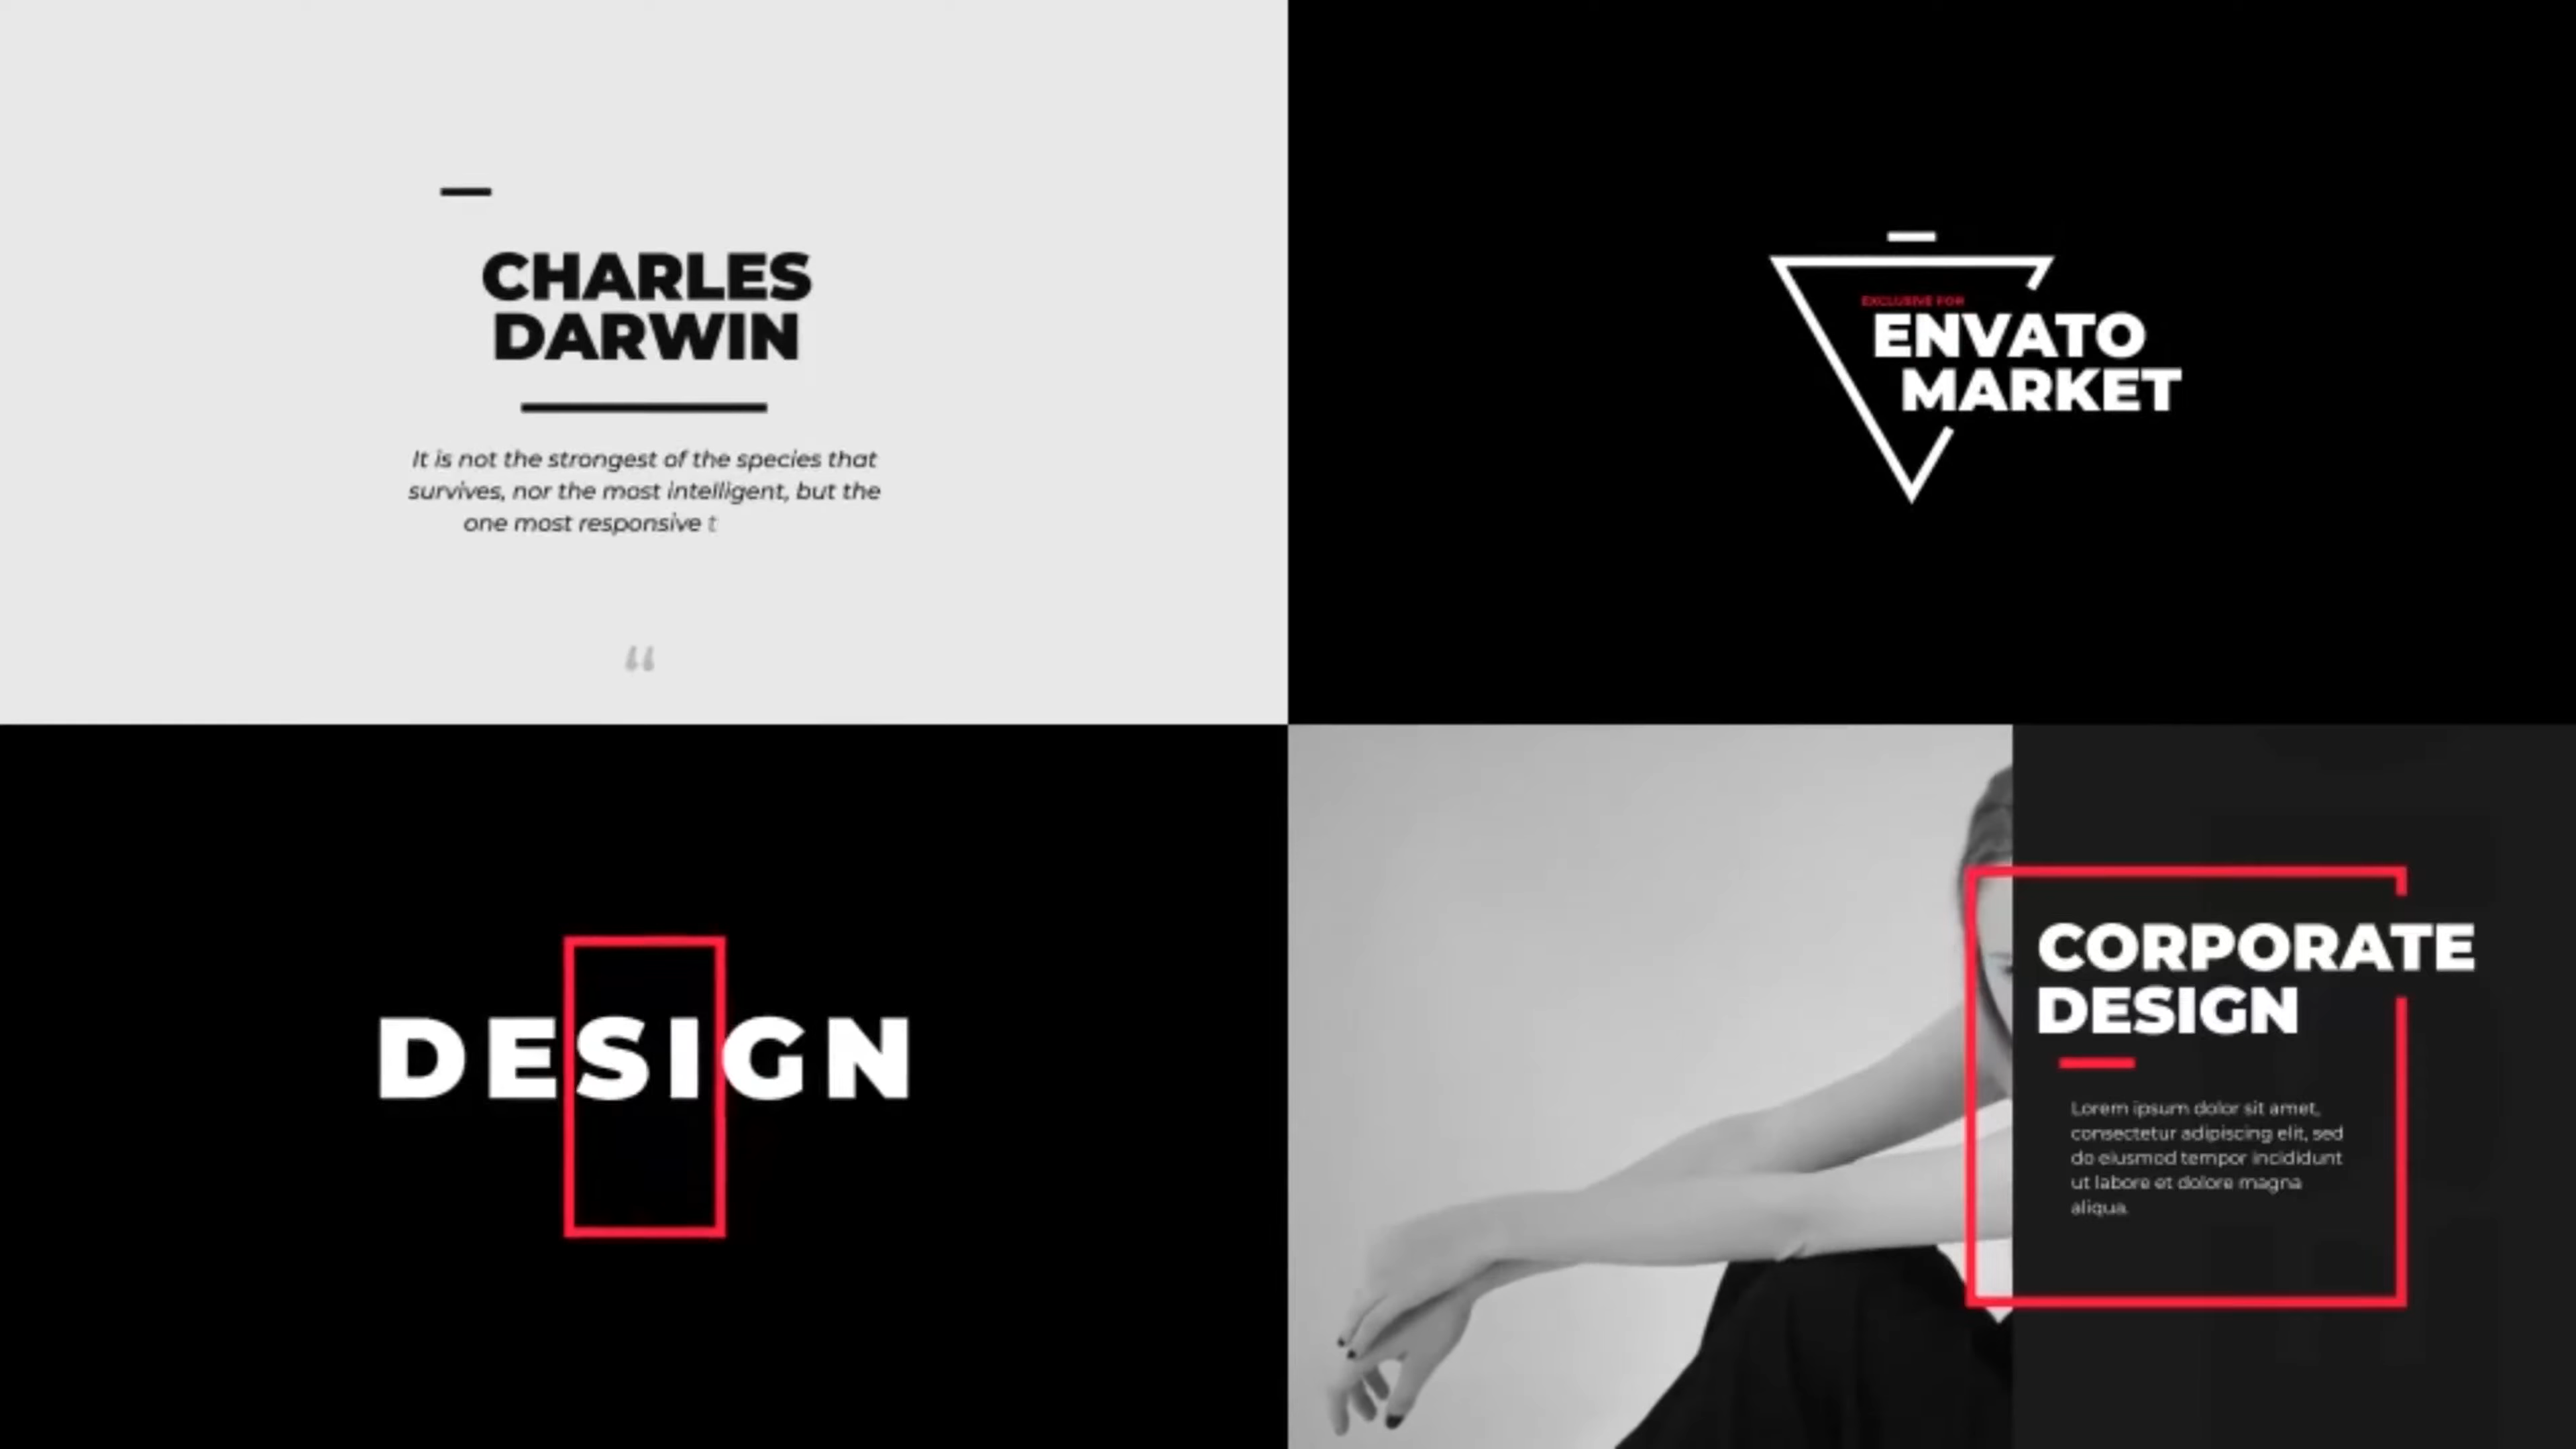 CHARLES
DARWIN
It is not the strongest of the species that
survives, nor the most intelligent, but the
one most responsive t
“
EXCLUSIVE FOR
ENVATO
MARKET
DESIGN
CORPORATE
DESIGN
Lorem ipsum dolor sit amet,
consectetur adipiscing elit, sed
do eiusmod tempor incididunt
ut labore et dolore magna
aliqua.